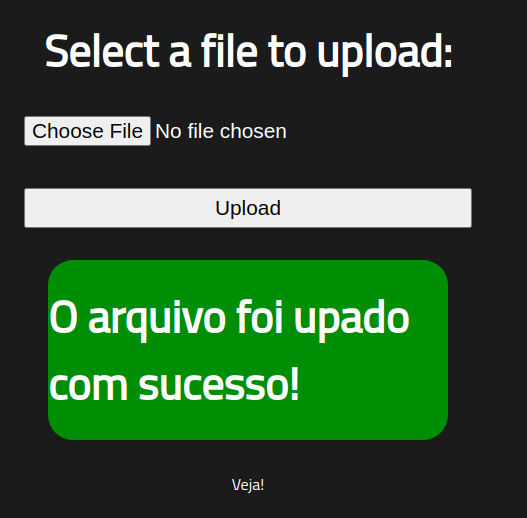 Select a file to upload:
Choose File No file chosen
Upload
O arquivo foi upado
com sucesso!
Veja!